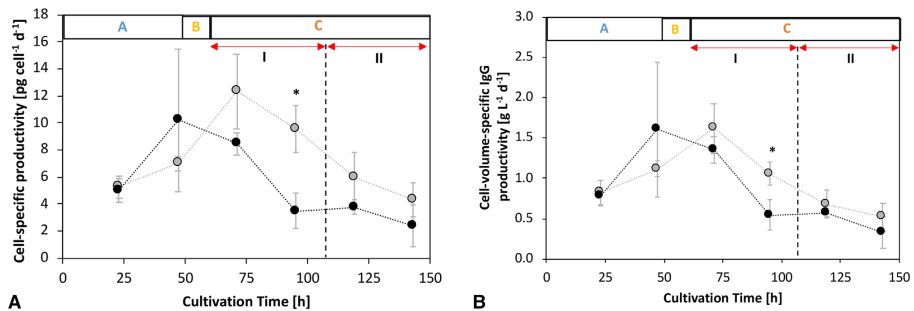 A B C
I II
*
18
16
14
12
10
8
6
4
2
0
Cell-specific productivity [pg cell⁻¹ d⁻¹]
0 25 50 75 100 125 150
Cultivation Time [h]
A
A B C
I II
*
3.0
2.5
2.0
1.5
1.0
0.5
0.0
Cell-volume-specific IgG
productivity [g L⁻¹ d⁻¹]
0 25 50 75 100 125 150
Cultivation Time [h]
B